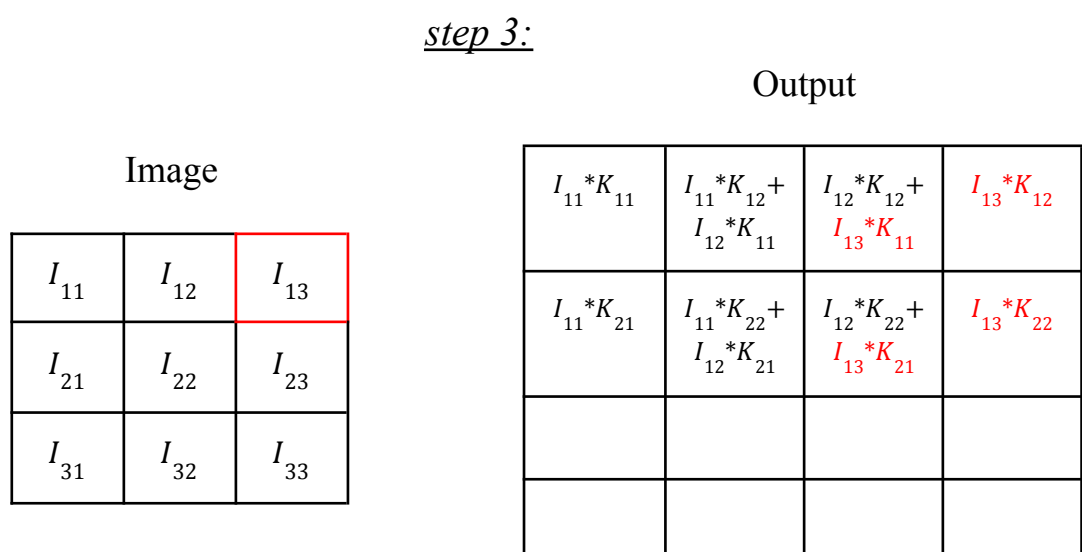 step 3:
Output
Image
I₁₁*K₁₁ I₁₁*K₁₂+ I₁₂*K₁₂+ I₁₃*K₁₂
I₁₂*K₁₁ I₁₃*K₁₁
I₁₁*K₂₁ I₁₁*K₂₂+ I₁₂*K₂₂+ I₁₃*K₂₂
I₁₂*K₂₁ I₁₃*K₂₁
I₁₁ I₁₂ I₁₃
I₂₁ I₂₂ I₂₃
I₃₁ I₃₂ I₃₃